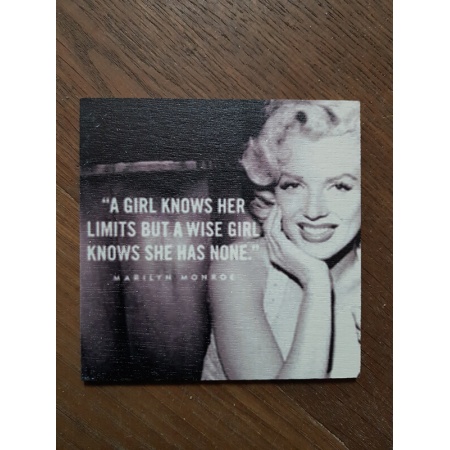 “A GIRL KNOWS HER
LIMITS BUT A WISE GIRL
KNOWS SHE HAS NONE.”
MARILYN MONROE